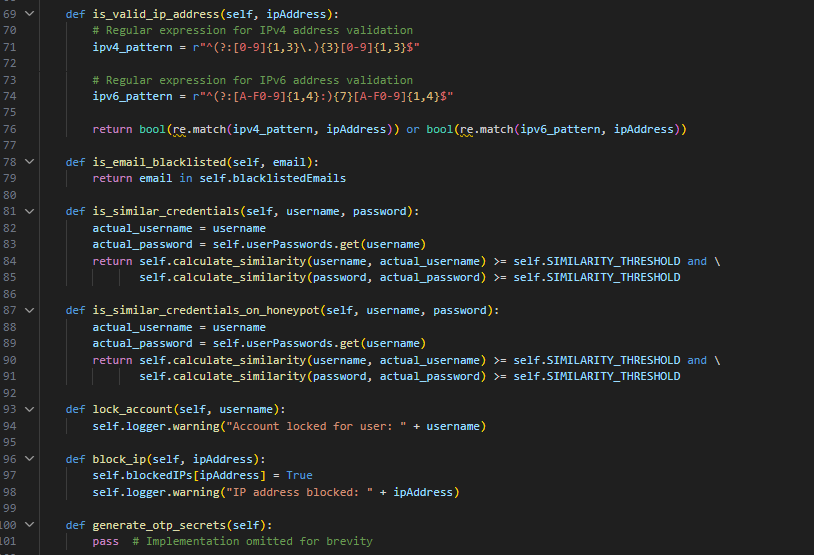 69 def is_valid_ip_address(self, ipAddress):
70 # Regular expression for IPv4 address validation
71 ipv4_pattern = r"^(?:[0-9]{1,3}\.){3}[0-9]{1,3}$"
72
73 # Regular expression for IPv6 address validation
74 ipv6_pattern = r"^(?:[A-F0-9]{1,4}:){7}[A-F0-9]{1,4}$"
75
76 return bool(re.match(ipv4_pattern, ipAddress)) or bool(re.match(ipv6_pattern, ipAddress))
77
78 def is_email_blacklisted(self, email):
79 return email in self.blacklistedEmails
80
81 def is_similar_credentials(self, username, password):
82 actual_username = username
83 actual_password = self.userPasswords.get(username)
84 return self.calculate_similarity(username, actual_username) >= self.SIMILARITY_THRESHOLD and \
85 self.calculate_similarity(password, actual_password) >= self.SIMILARITY_THRESHOLD
86
87 def is_similar_credentials_on_honeypot(self, username, password):
88 actual_username = username
89 actual_password = self.userPasswords.get(username)
90 return self.calculate_similarity(username, actual_username) >= self.SIMILARITY_THRESHOLD and \
91 self.calculate_similarity(password, actual_password) >= self.SIMILARITY_THRESHOLD
92
93 def lock_account(self, username):
94 self.logger.warning("Account locked for user: " + username)
95
96 def block_ip(self, ipAddress):
97 self.blockedIPs[ipAddress] = True
98 self.logger.warning("IP address blocked: " + ipAddress)
99
100 def generate_otp_secrets(self):
101 pass # Implementation omitted for brevity